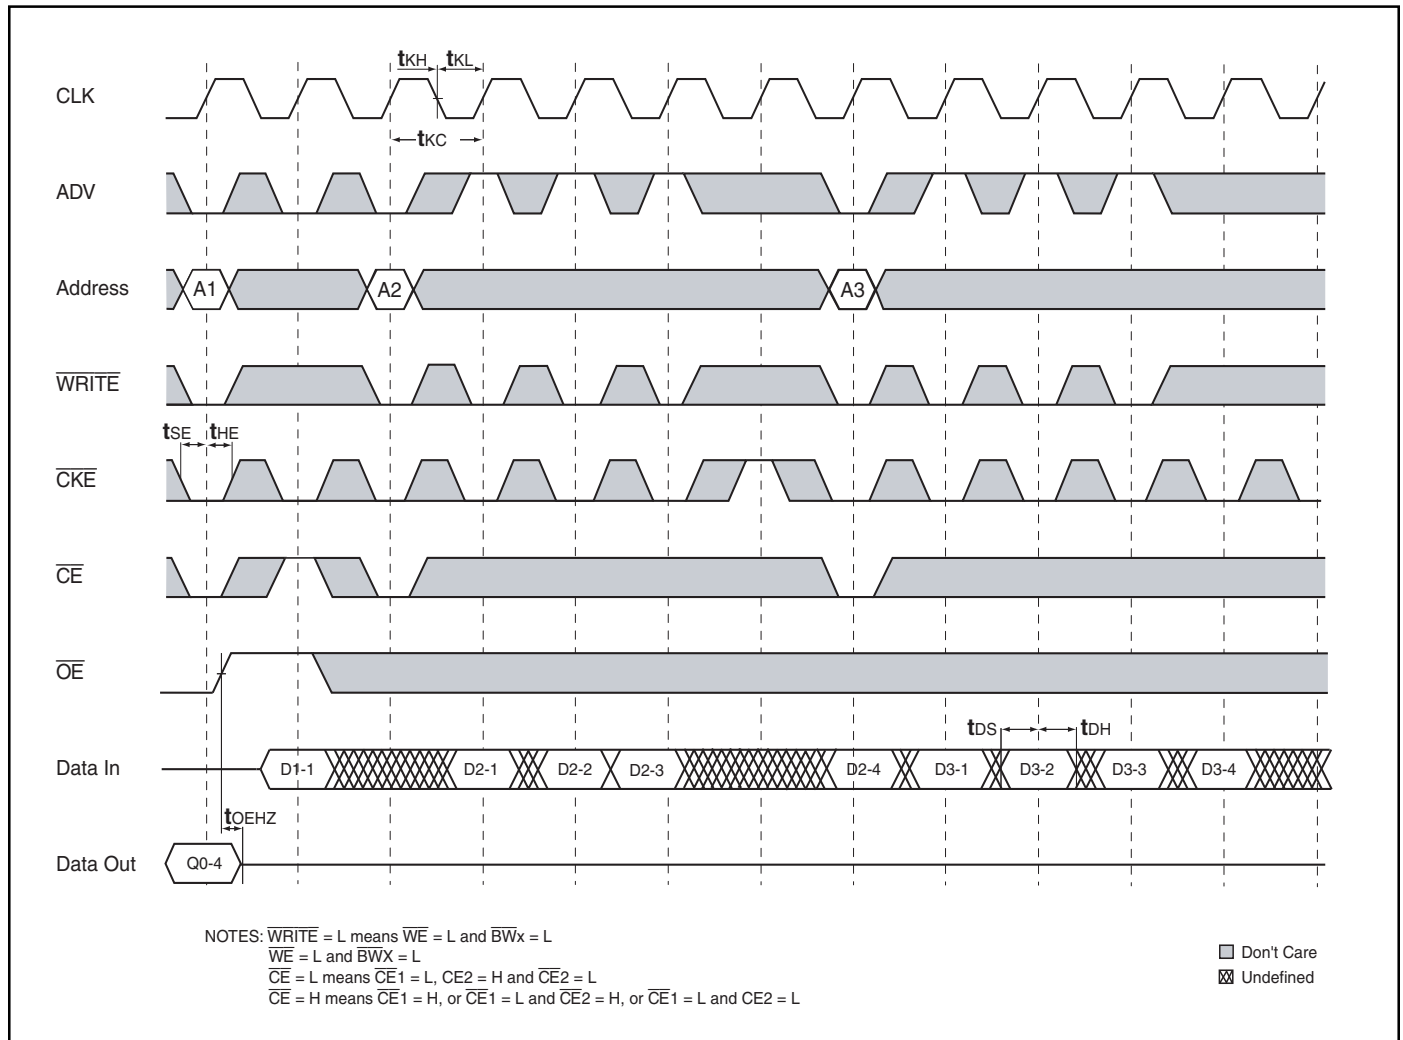 tKH tKL
CLK
tKC
ADV
Address A1 A2 A3
WRITE
tSE tHE
CKE
CE
OE
tDS tDH
Data In D1-1 D2-1 D2-2 D2-3 D2-4 D3-1 D3-2 D3-3 D3-4
tOEHZ
Data Out Q0-4
NOTES: WRITE = L means WE = L and BWx = L
WE = L and BWX = L
CE = L means CE1 = L, CE2 = H and CE2 = L
CE = H means CE1 = H, or CE1 = L and CE2 = H, or CE1 = L and CE2 = L
Don't Care
Undefined